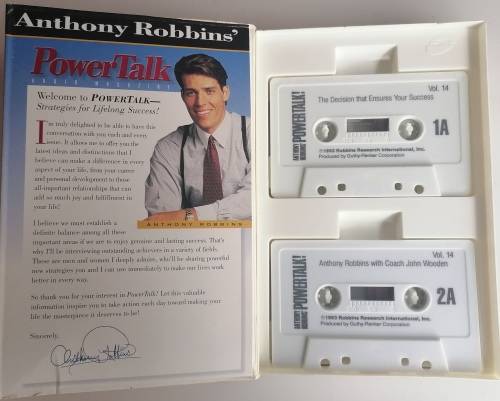 Anthony Robbins'
PowerTalk
AUDIO MAGAZINE
Welcome to POWERTALK—
Strategies for Lifelong Success!
I'm truly delighted to be able to have this
conversation with you each and every
issue. It allows me to offer you the
latest ideas and distinctions that I
believe can make a difference in every
aspect of your life, from your career
and personal development to those
all-important relationships that can
add so much joy and fulfillment in
your life!
ANTHONY ROBBINS
I believe we must establish a
definite balance among all these
important areas if we are to enjoy genuine and lasting success. That's
why I'll be interviewing outstanding achievers in a variety of fields.
These are men and women I deeply admire, who'll be sharing powerful
new strategies you and I can use immediately to make our lives work
better in every way.
So thank you for your interest in PowerTalk! Let this valuable
information inspire you to take action each day toward making your
life the masterpiece it deserves to be!
Sincerely,
Anthony Robbins
Vol. 14
The Decision that Ensures Your Success
ANTHONY ROBBINS'
POWERTALK!
1A
©1993 Robbins Research International, Inc.
Produced by Guthy-Renker Corporation
Vol. 14
Anthony Robbins with Coach John Wooden
ANTHONY ROBBINS'
POWERTALK!
2A
©1993 Robbins Research International, Inc.
Produced by Guthy-Renker Corporation